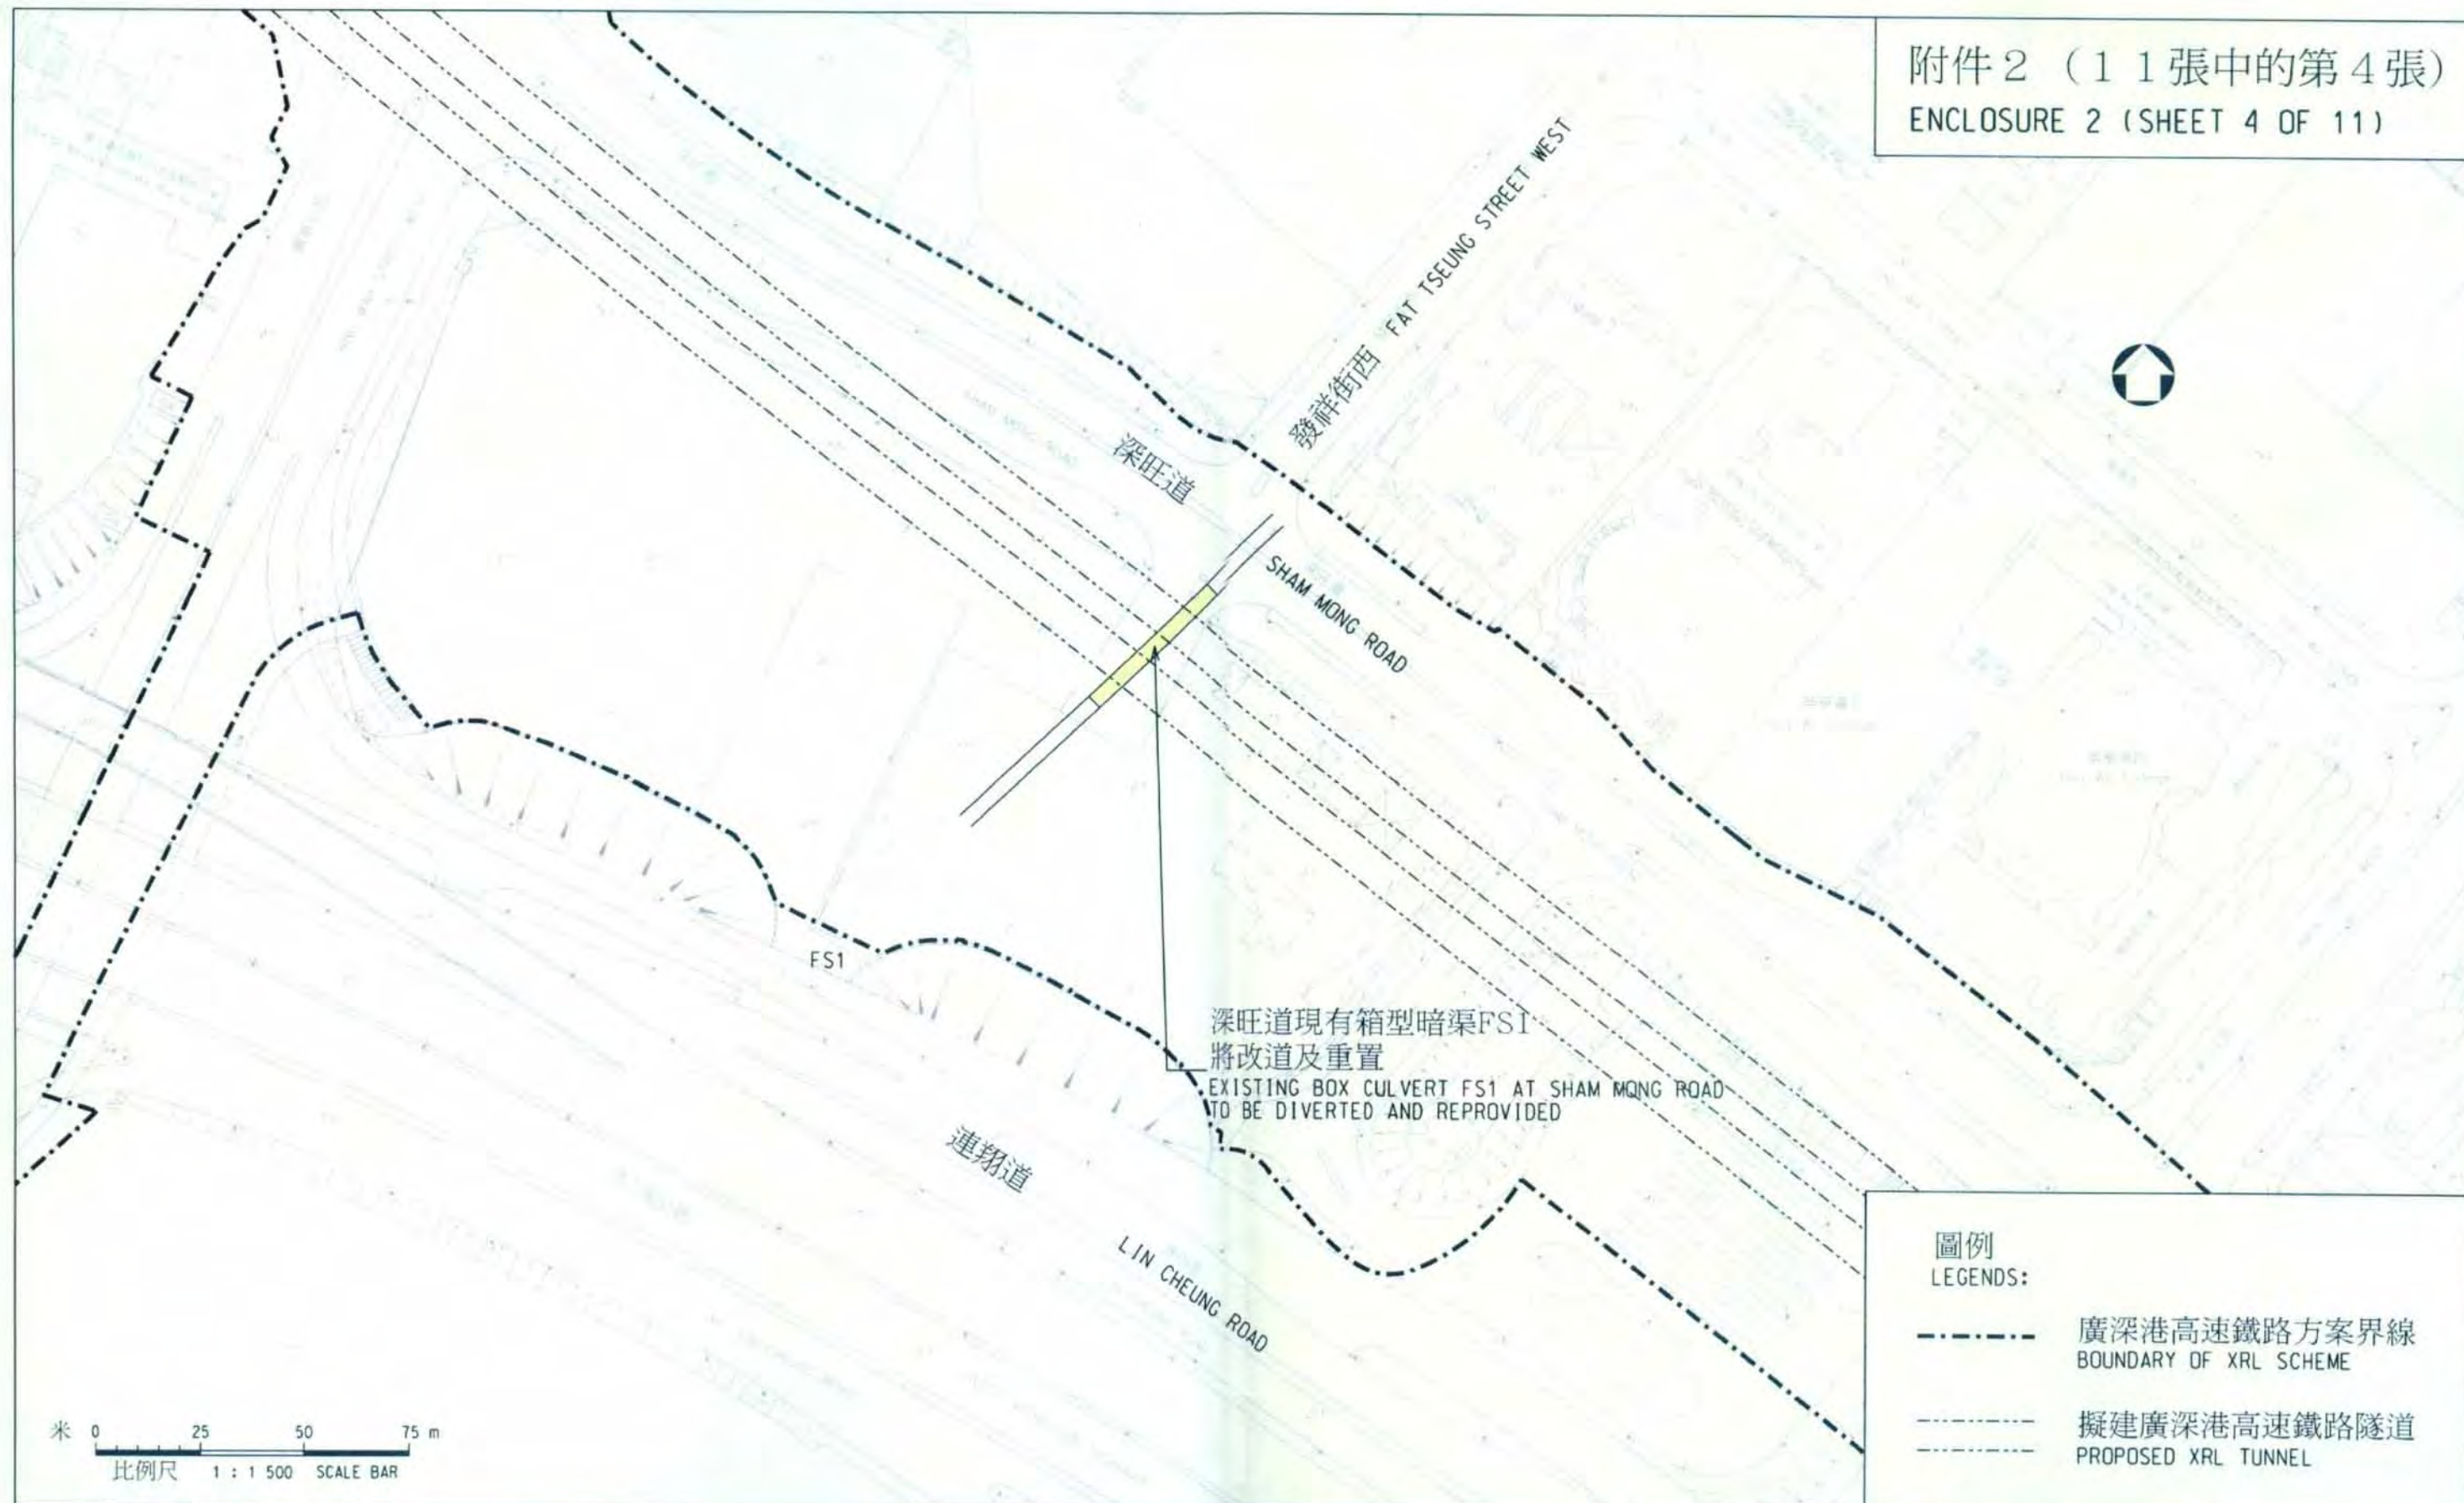 附件2（11張中的第4張）
ENCLOSURE 2 (SHEET 4 OF 11)
發祥街西 FAT TSEUNG STREET WEST
深旺道
SHAM MONG ROAD
FS1
深旺道現有箱型暗渠FS1
將改道及重置
EXISTING BOX CULVERT FS1 AT SHAM MONG ROAD
TO BE DIVERTED AND REPROVIDED
連翔道
LIN CHEUNG ROAD
圖例
LEGENDS:
廣深港高速鐵路方案界線
BOUNDARY OF XRL SCHEME
擬建廣深港高速鐵路隧道
PROPOSED XRL TUNNEL
米 0 25 50 75 m
比例尺 1 : 1 500 SCALE BAR